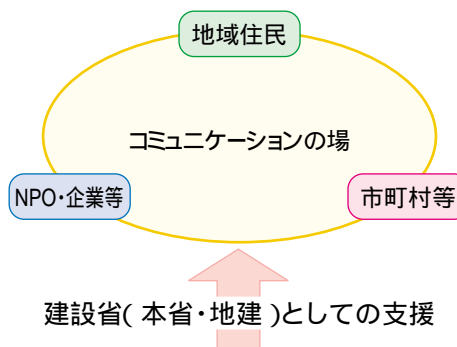 地域住民
コミュニケーションの場
NPO・企業等
市町村等
建設省(本省・地建)としての支援